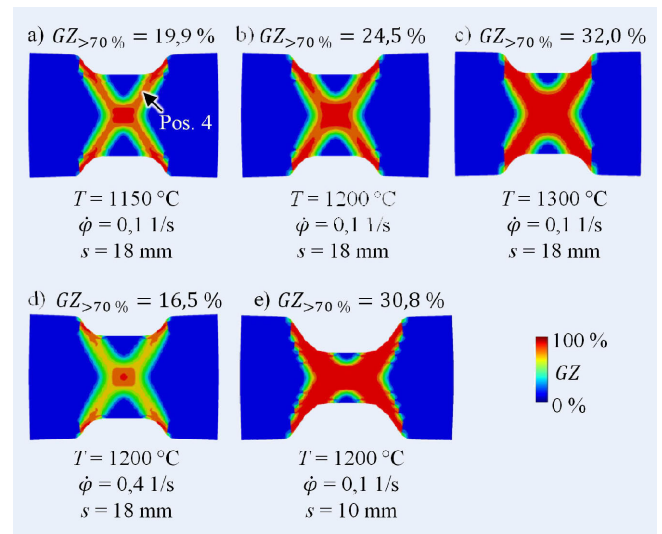 a) GZ>70 % = 19,9 %
b) GZ>70 % = 24,5 %
c) GZ>70 % = 32,0 %
Pos. 4
T = 1150 °C
φ̇ = 0,1 1/s
s = 18 mm
T = 1200 °C
φ̇ = 0,1 1/s
s = 18 mm
T = 1300 °C
φ̇ = 0,1 1/s
s = 18 mm
d) GZ>70 % = 16,5 %
e) GZ>70 % = 30,8 %
T = 1200 °C
φ̇ = 0,4 1/s
s = 18 mm
T = 1200 °C
φ̇ = 0,1 1/s
s = 10 mm
100 %
GZ
0 %